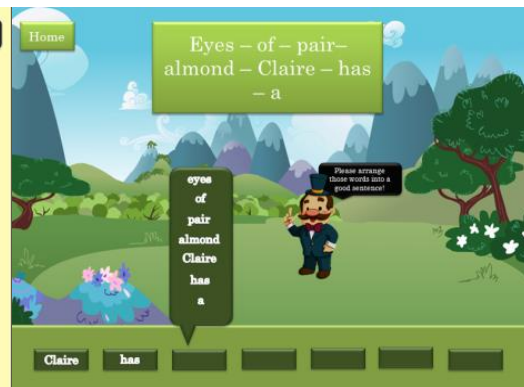 Home
Eyes – of – pair–
almond – Claire – has
– a
Please arrange
those words into a
good sentence!
eyes
of
pair
almond
Claire
has
a
Claire has